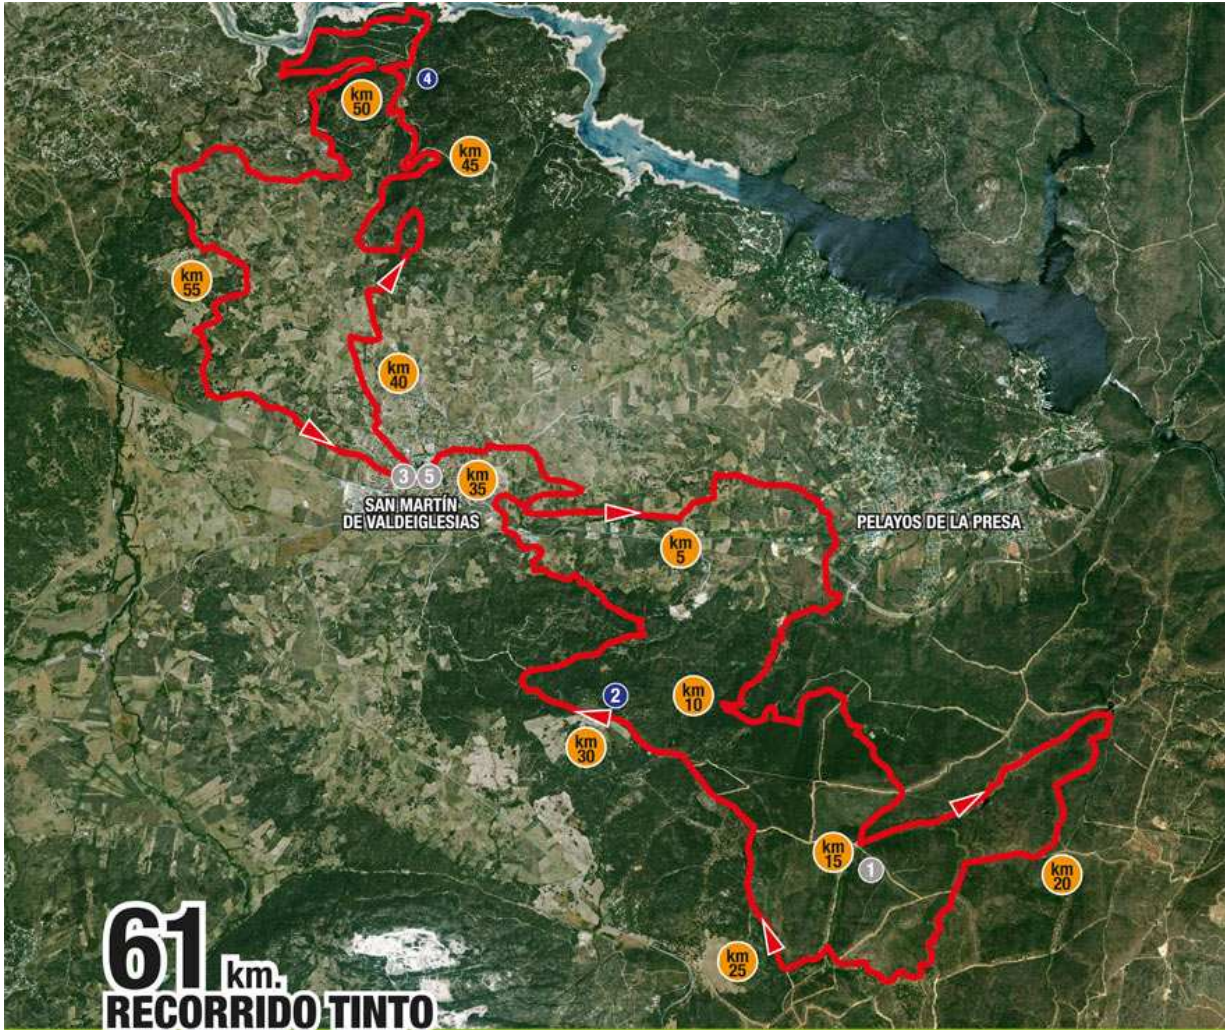 4
km
50
km
45
km
55
km
40
3
5
km
35
SAN MARTÍN
DE VALDEIGLESIAS
PELAYOS DE LA PRESA
km
5
2
km
10
km
30
km
15
1
km
20
km
25
61 km.
RECORRIDO TINTO